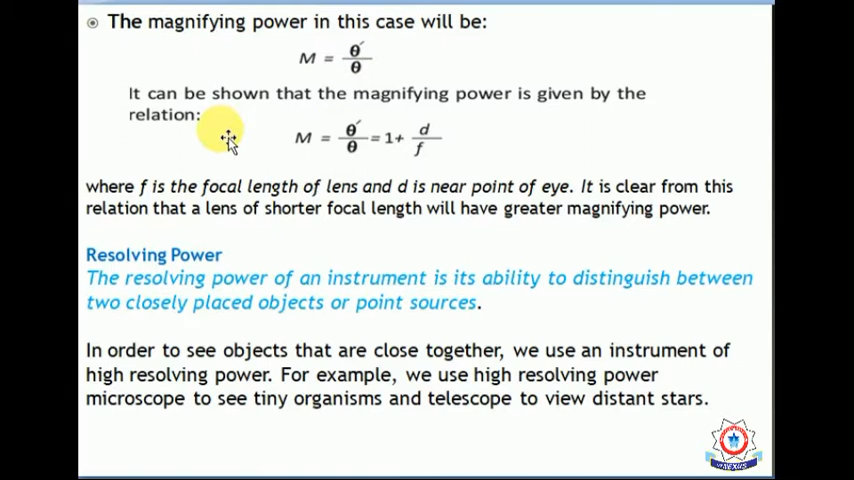 The magnifying power in this case will be:
M = θ′/θ
It can be shown that the magnifying power is given by the
relation:
M = θ′/θ = 1+ d/f
where f is the focal length of lens and d is near point of eye. It is clear from this
relation that a lens of shorter focal length will have greater magnifying power.
Resolving Power
The resolving power of an instrument is its ability to distinguish between
two closely placed objects or point sources.
In order to see objects that are close together, we use an instrument of
high resolving power. For example, we use high resolving power
microscope to see tiny organisms and telescope to view distant stars.
NEXUS